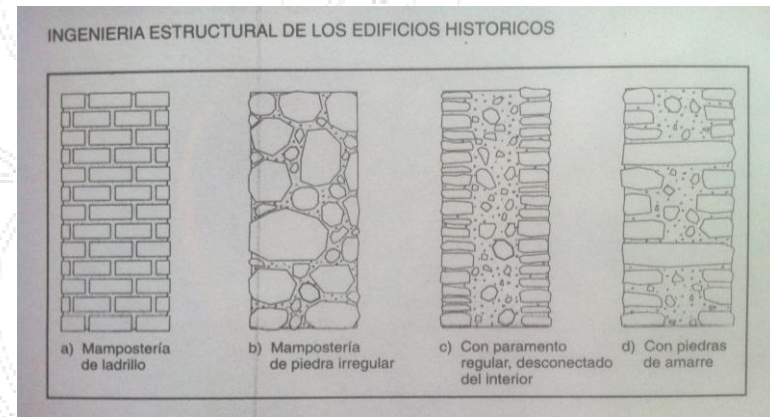 INGENIERIA ESTRUCTURAL DE LOS EDIFICIOS HISTORICOS
a) Mampostería
de ladrillo
b) Mampostería
de piedra irregular
c) Con paramento
regular, desconectado
del interior
d) Con piedras
de amarre